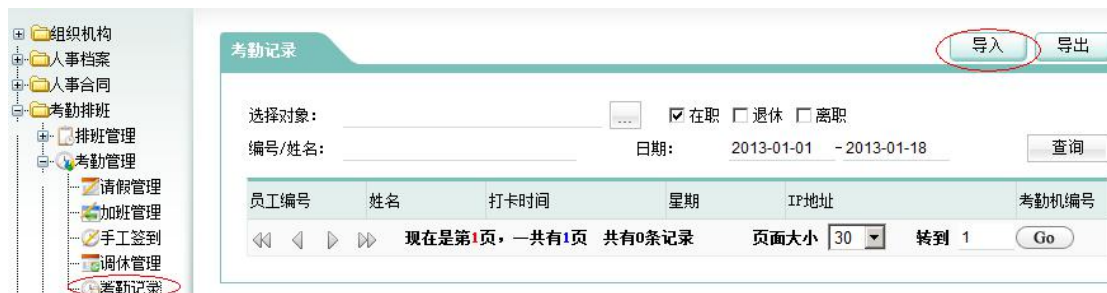 组织机构
人事档案
人事合同
考勤排班
排班管理
考勤管理
请假管理
加班管理
手工签到
调休管理
考勤记录
考勤记录
导入
导出
选择对象:
...
在职
退休
离职
编号/姓名:
日期:
2013-01-01 - 2013-01-18
查询
员工编号 姓名 打卡时间 星期 IP地址 考勤机编号
现在是第1页,一共有1页 共有0条记录 页面大小 30 转到 1 Go